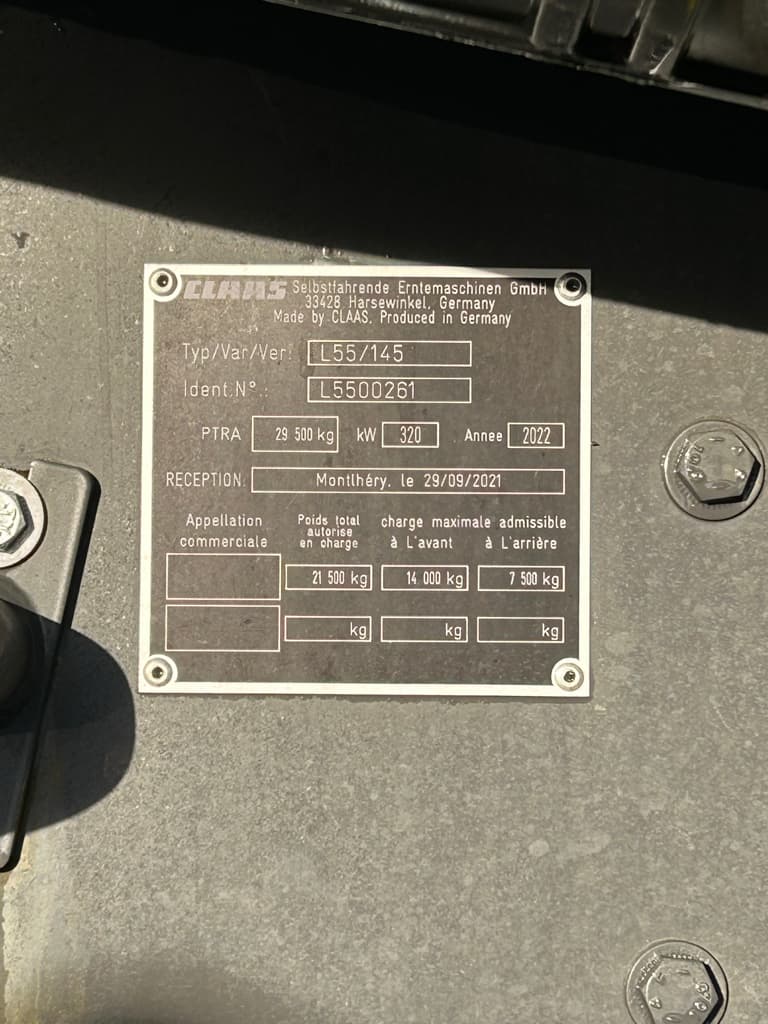 CLAAS Selbstfahrende Erntemaschinen GmbH
33428 Harsewinkel, Germany
Made by CLAAS, Produced in Germany
Typ/Var/Ver: L55/145
Ident.N°.: L5500261
PTRA 29 500 kg kW 320 Annee 2022
RECEPTION Montlhéry, le 29/09/2021
Appellation commerciale
Poids total autorise en charge
charge maximale admissible
à L'avant à L'arrière
21 500 kg 14 000 kg 7 500 kg
kg kg kg